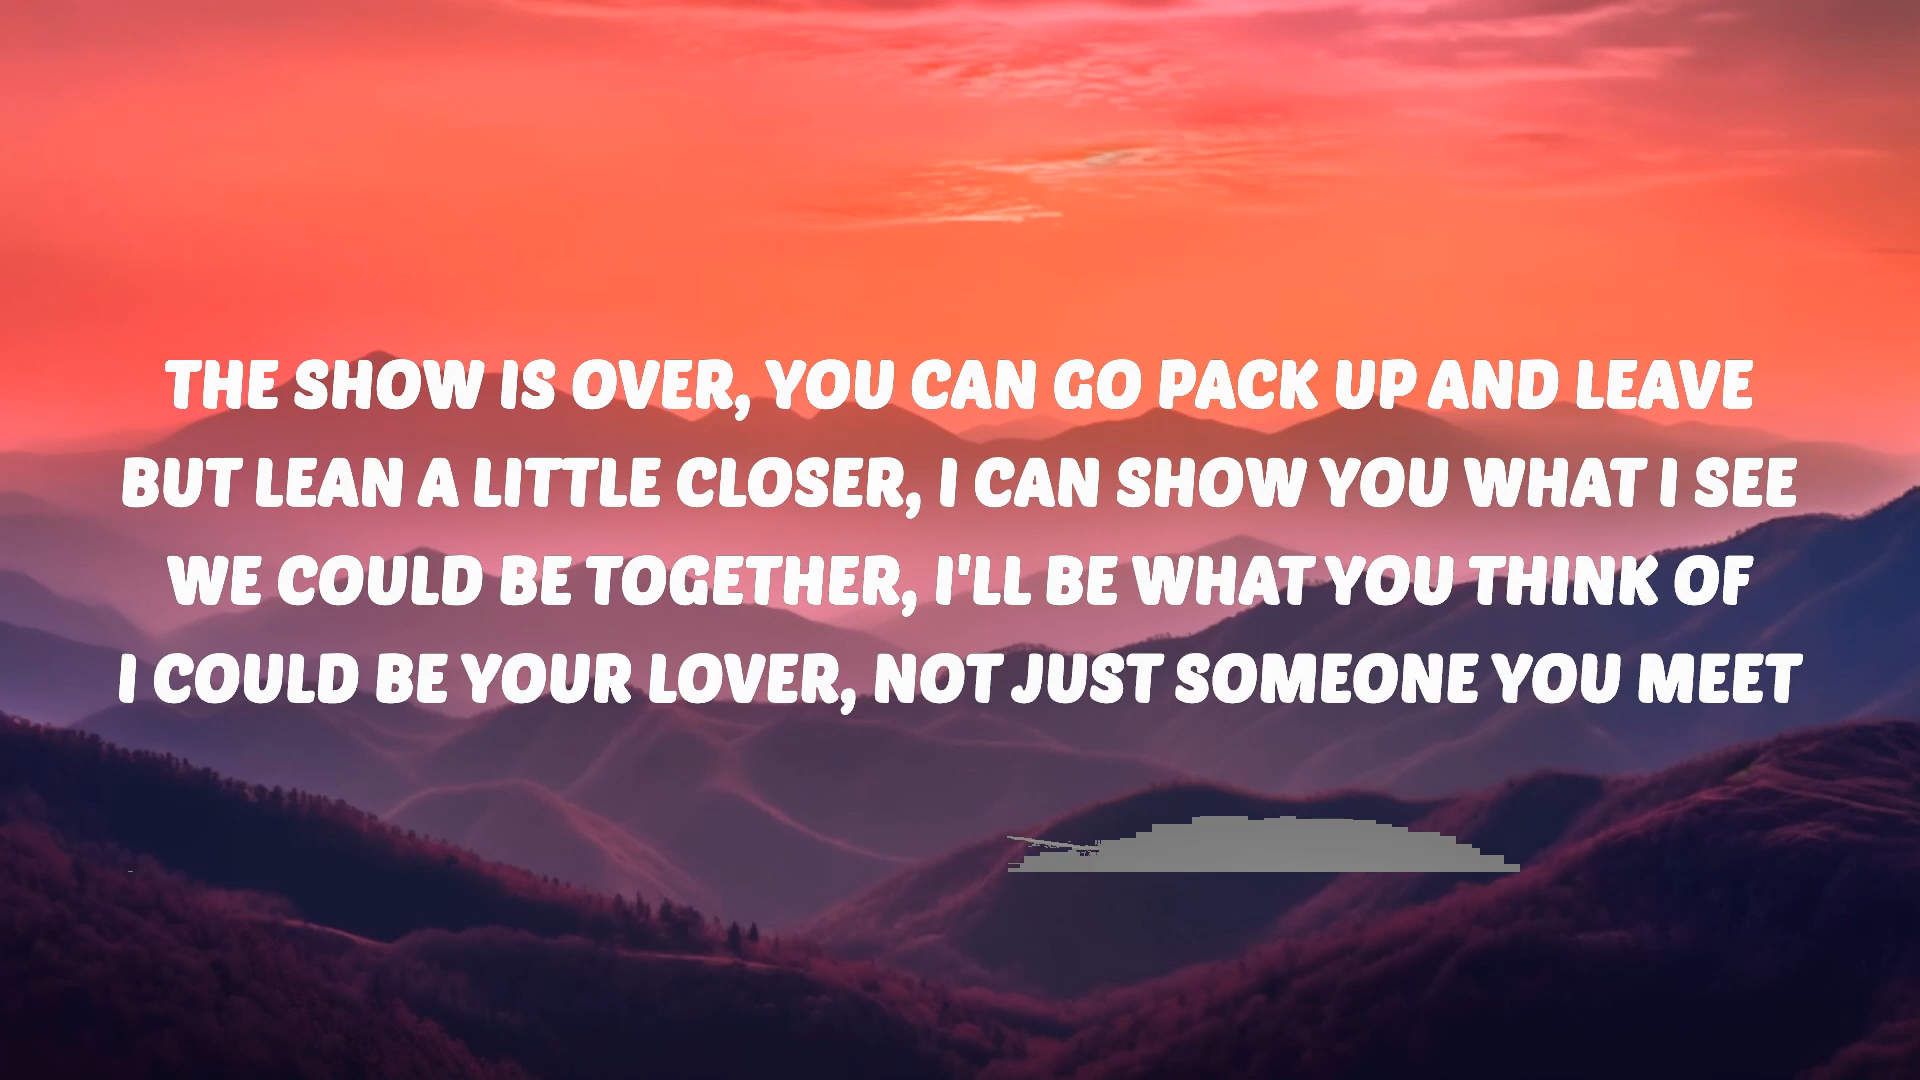 THE SHOW IS OVER, YOU CAN GO PACK UP AND LEAVE
BUT LEAN A LITTLE CLOSER, I CAN SHOW YOU WHAT I SEE
WE COULD BE TOGETHER, I'LL BE WHAT YOU THINK OF
I COULD BE YOUR LOVER, NOT JUST SOMEONE YOU MEET